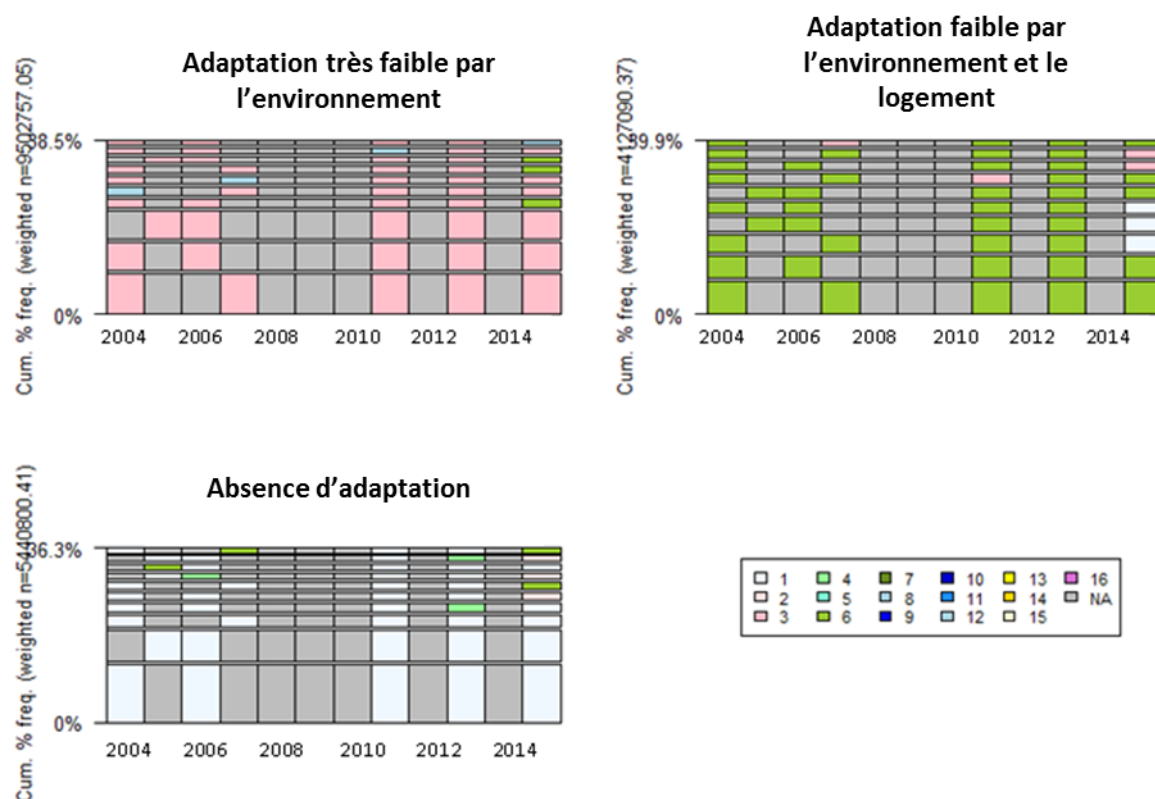 Adaptation très faible par
l'environnement
Cum. % freq. (weighted n=9502757.05)
38.5%
0%
2004 2006 2008 2010 2012 2014
Adaptation faible par
l'environnement et le
logement
Cum. % freq. (weighted n=4127090.37)
39.9%
0%
2004 2006 2008 2010 2012 2014
Absence d'adaptation
Cum. % freq. (weighted n=5440800.41)
36.3%
0%
2004 2006 2008 2010 2012 2014
1 4 7 10 13 16
2 5 8 11 14 NA
3 6 9 12 15